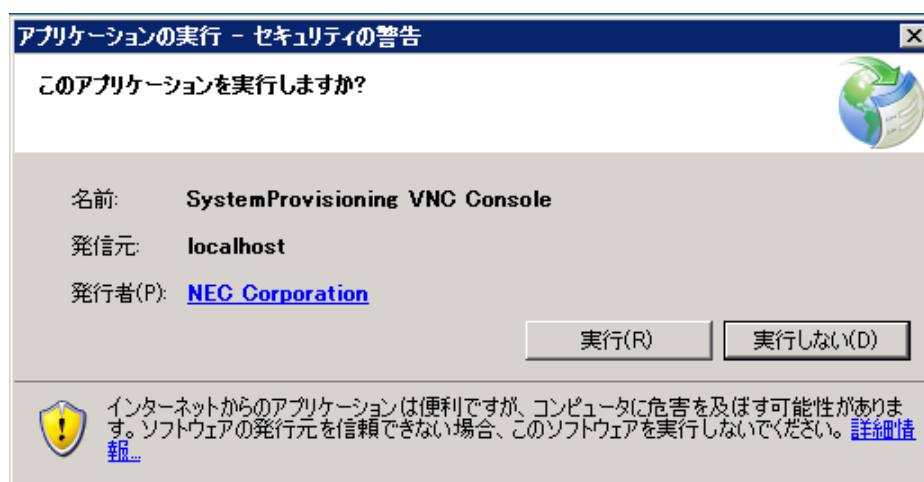 アプリケーションの実行 - セキュリティの警告
このアプリケーションを実行しますか?
名前: SystemProvisioning VNC Console
発信元: localhost
発行者(P): NEC Corporation
実行(R) 実行しない(D)
インターネットからのアプリケーションは便利ですが、コンピュータに危害を及ぼす可能性がありま
す。ソフトウェアの発行元を信頼できない場合、このソフトウェアを実行しないでください。詳細情
報...